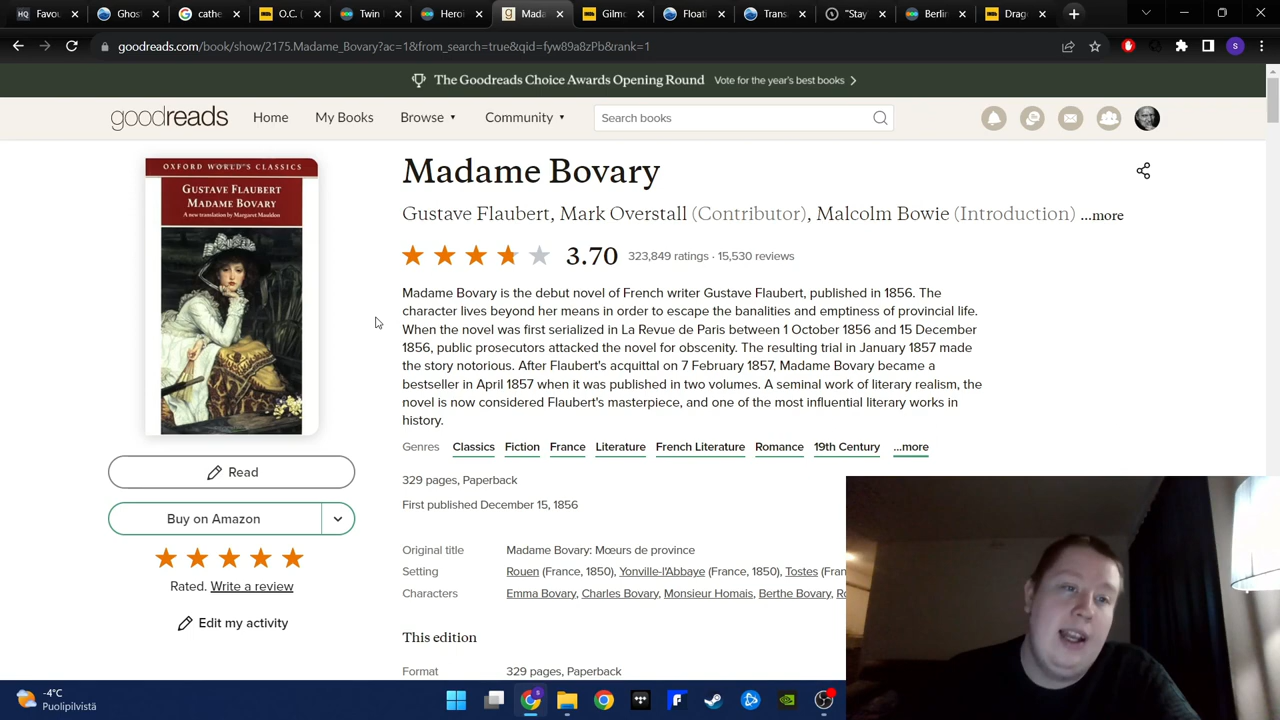 HQ Favou
Ghost
cathe
O.C. (
Twin
Heroi
Mada
Gilmo
Floati
Trans
"Stay
Berlin
Drag
goodreads.com/book/show/2175.Madame_Bovary?ac=1&from_search=true&qid=fyw89a8zPb&rank=1
S
The Goodreads Choice Awards Opening Round Vote for the year's best books
goodreads Home My Books Browse Community Search books
OXFORD WORLD'S CLASSICS
GUSTAVE FLAUBERT
MADAME BOVARY
A new translation by Margaret Mauldon
Madame Bovary
Gustave Flaubert, Mark Overstall (Contributor), Malcolm Bowie (Introduction) ...more
3.70 323,849 ratings · 15,530 reviews
Madame Bovary is the debut novel of French writer Gustave Flaubert, published in 1856. The
character lives beyond her means in order to escape the banalities and emptiness of provincial life.
When the novel was first serialized in La Revue de Paris between 1 October 1856 and 15 December
1856, public prosecutors attacked the novel for obscenity. The resulting trial in January 1857 made
the story notorious. After Flaubert's acquittal on 7 February 1857, Madame Bovary became a
bestseller in April 1857 when it was published in two volumes. A seminal work of literary realism, the
novel is now considered Flaubert's masterpiece, and one of the most influential literary works in
history.
Genres Classics Fiction France Literature French Literature Romance 19th Century ...more
Read
329 pages, Paperback
First published December 15, 1856
Buy on Amazon
Rated. Write a review
Edit my activity
Original title Madame Bovary: Mœurs de province
Setting Rouen (France, 1850), Yonville-l'Abbaye (France, 1850), Tostes (Fran
Characters Emma Bovary, Charles Bovary, Monsieur Homais, Berthe Bovary, Ro
This edition
Format 329 pages, Paperback
-4°C
Puolipilvistä